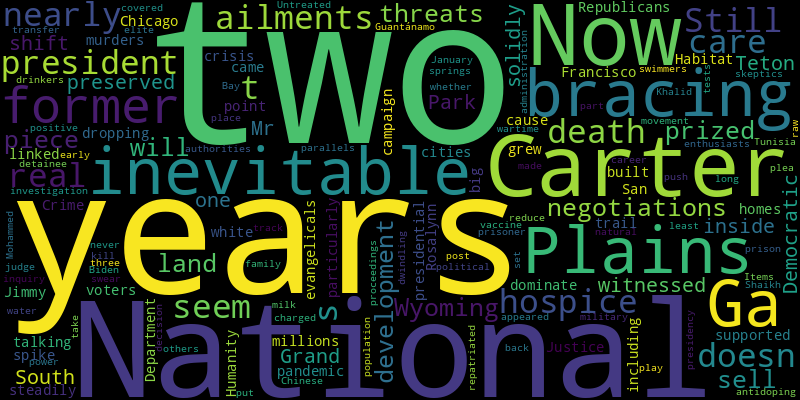 two
years
National
Carter
Now
inevitable
bracing
Plains
former
president
Ga
nearly
ailments
threats
solidly
Republicans
Still
care
Teton
Chicago
covered
Untreated
transfer
elite
Guantánamo
shift
murders
preserved
crisis
came
t
January
springs
Bay
whether
point
Park
administration
Francisco
Habitat
swimmers
tests
skeptics
Khalid
part
drinkers
piece
positive
dropping
Mr
place
campaign
cause
death
prized
movement
raw
linked
early
will
authorities
parallels
cities
grew
wartime
enthusiasts
Tunisia
real
detainee
investigation
one
big
built
San
made
career
push
long
plea
Crime
white
track
negotiations
homes
Democratic
Mohammed
never
kill
land
family
evangelicals
particularly
proceedings
dwindling
presidential
Rosalynn
vaccine
prisoner
reduce
trail
natural
least
inside
judge
inquiry
three
Biden
swear
Jimmy
voters
post
political
set
dominate
witnessed
prison
Items
Shaikh
water
take
seem
s
development
Wyoming
hospice
supported
talking
spike
power
Department
decision
milk
charged
appeared
military
including
presidency
millions
population
Justice
doesn
South
steadily
others
Humanity
put
Grand
pandemic
Chinese
repatriated
back
play
sell
antidoping